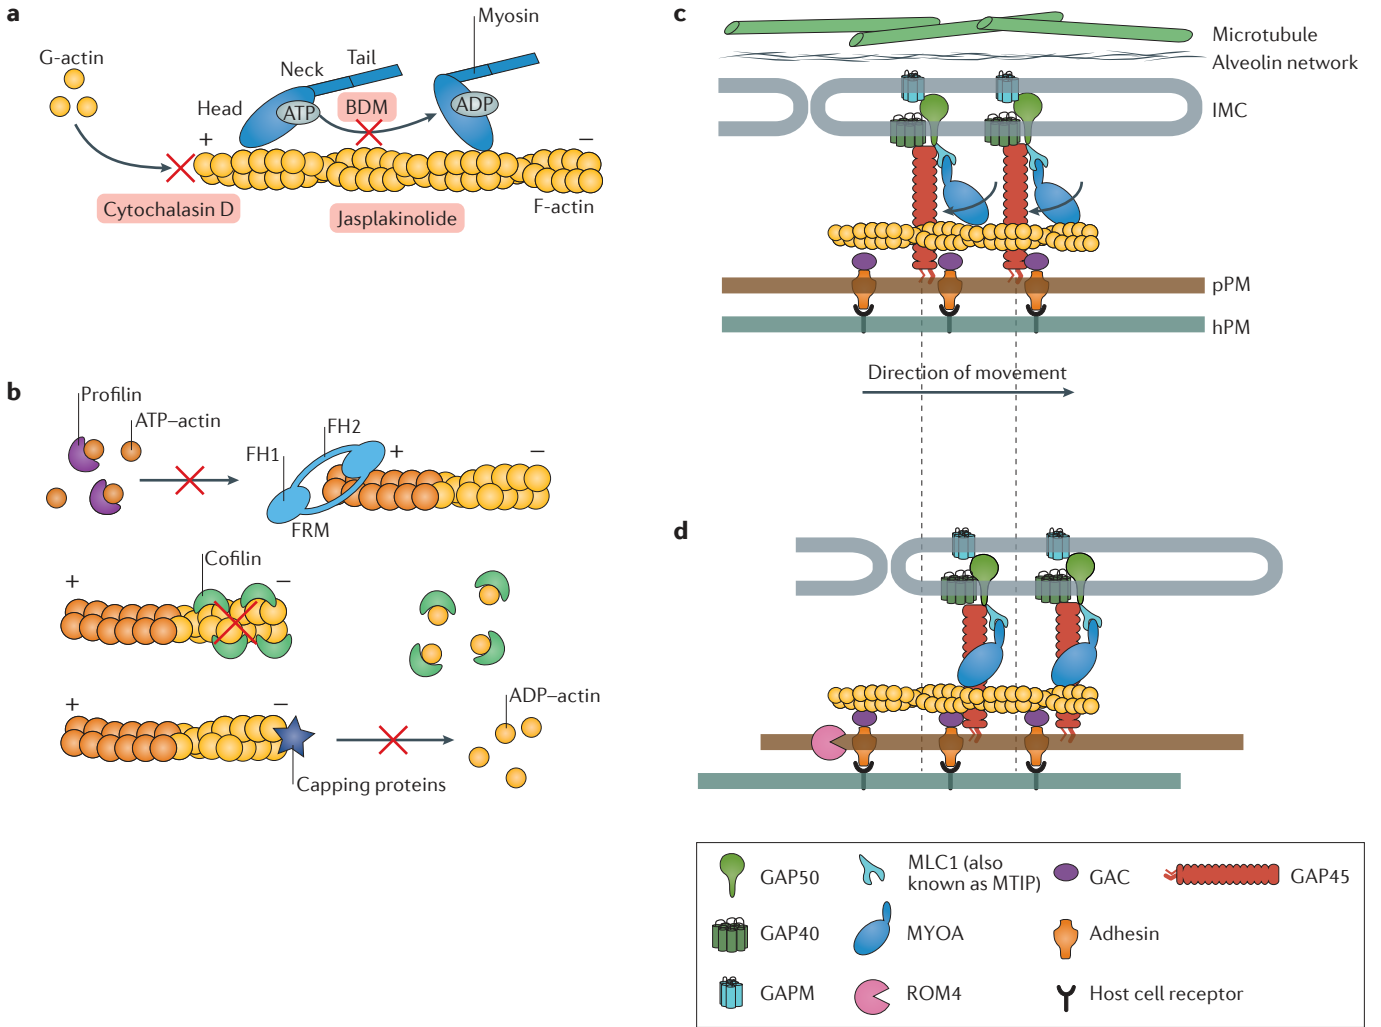 a
Myosin
G-actin
Neck
Tail
Head
ATP
BDM
ADP
+
−
Cytochalasin D
Jasplakinolide
F-actin
b
Profilin
ATP–actin
FH2
FH1
+
−
FRM
Cofilin
+
−
+
−
ADP–actin
Capping proteins
c
Microtubule
Alveolin network
IMC
pPM
hPM
Direction of movement
d
GAP50
MLC1 (also
known as MTIP)
GAC
GAP45
GAP40
MYOA
Adhesin
GAPM
ROM4
Host cell receptor